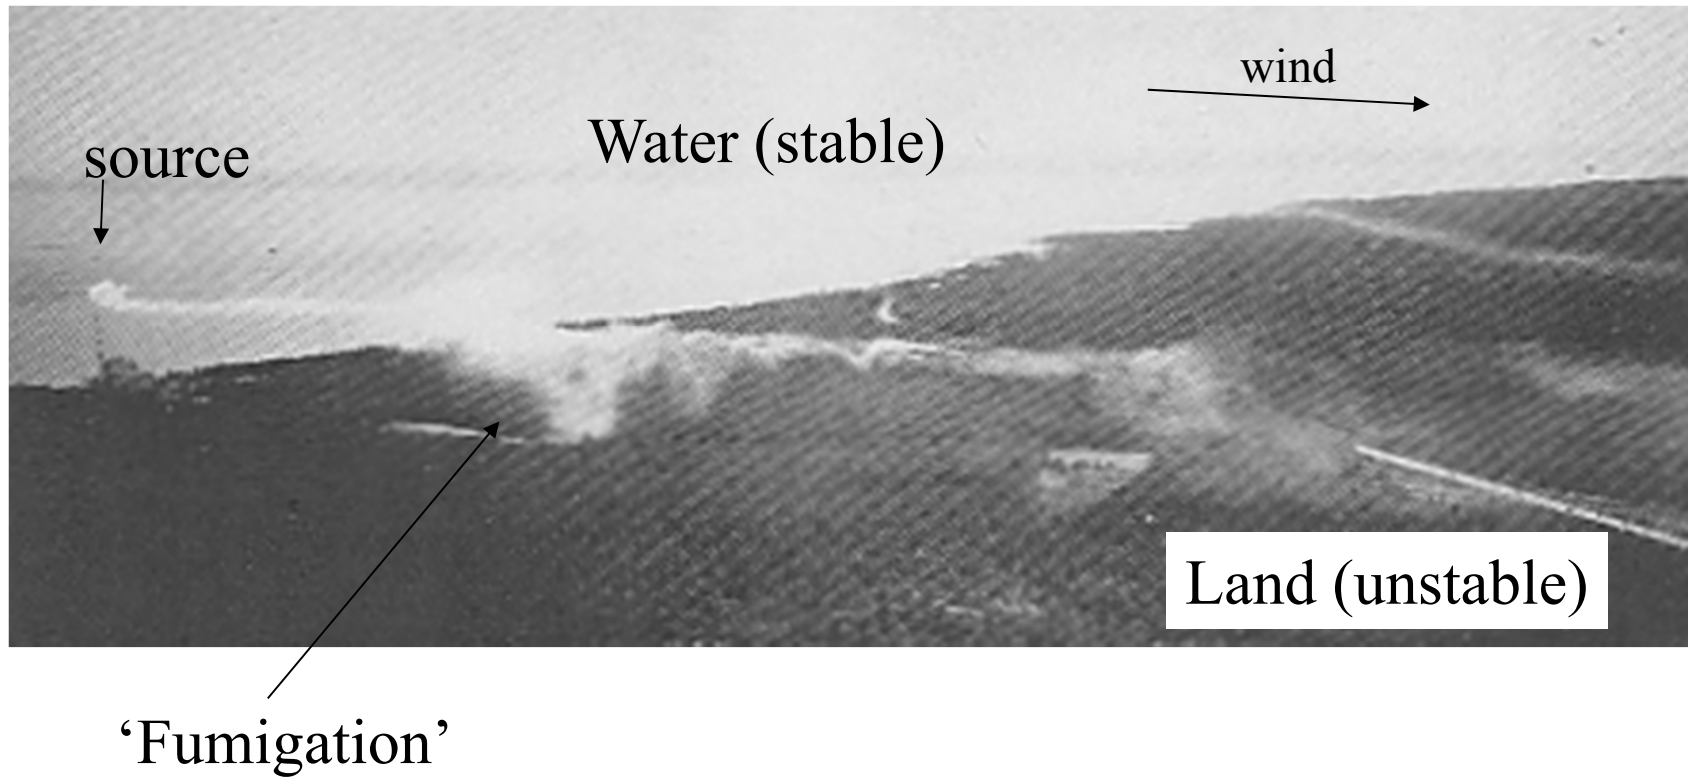 wind
Water (stable)
source
Land (unstable)
‘Fumigation’